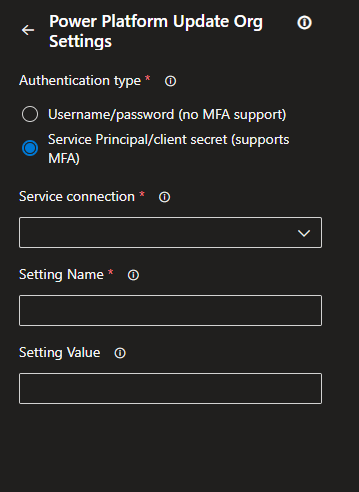 Power Platform Update Org
Settings
Authentication type *
Username/password (no MFA support)
Service Principal/client secret (supports
MFA)
Service connection *
Setting Name *
Setting Value